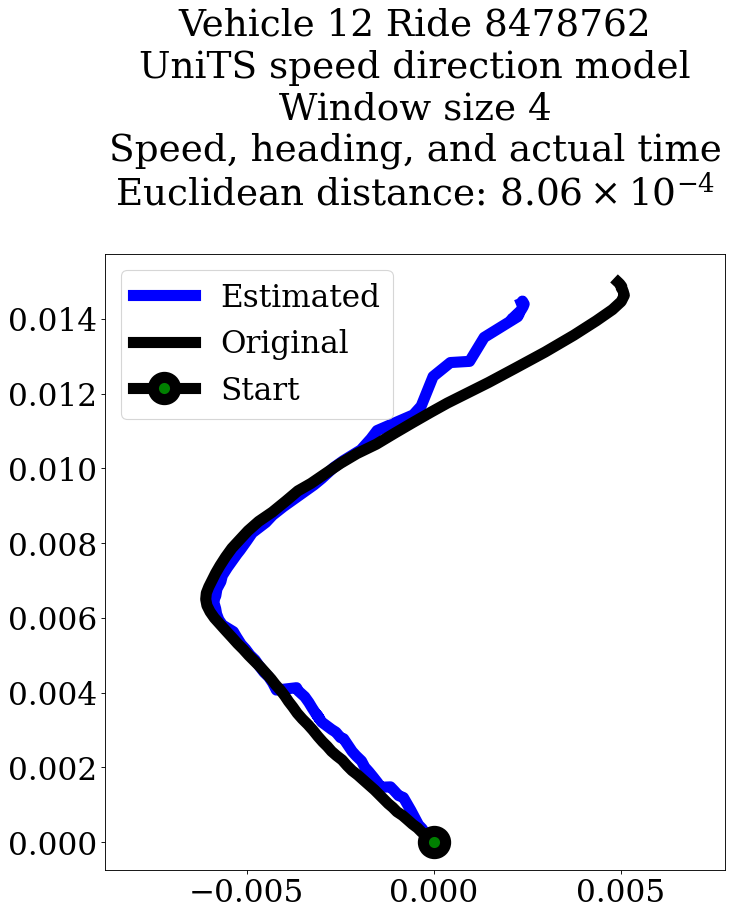 Vehicle 12 Ride 8478762
UniTS speed direction model
Window size 4
Speed, heading, and actual time
Euclidean distance: 8.06 × 10⁻⁴
Estimated
Original
Start
0.014
0.012
0.010
0.008
0.006
0.004
0.002
0.000
−0.005 0.000 0.005